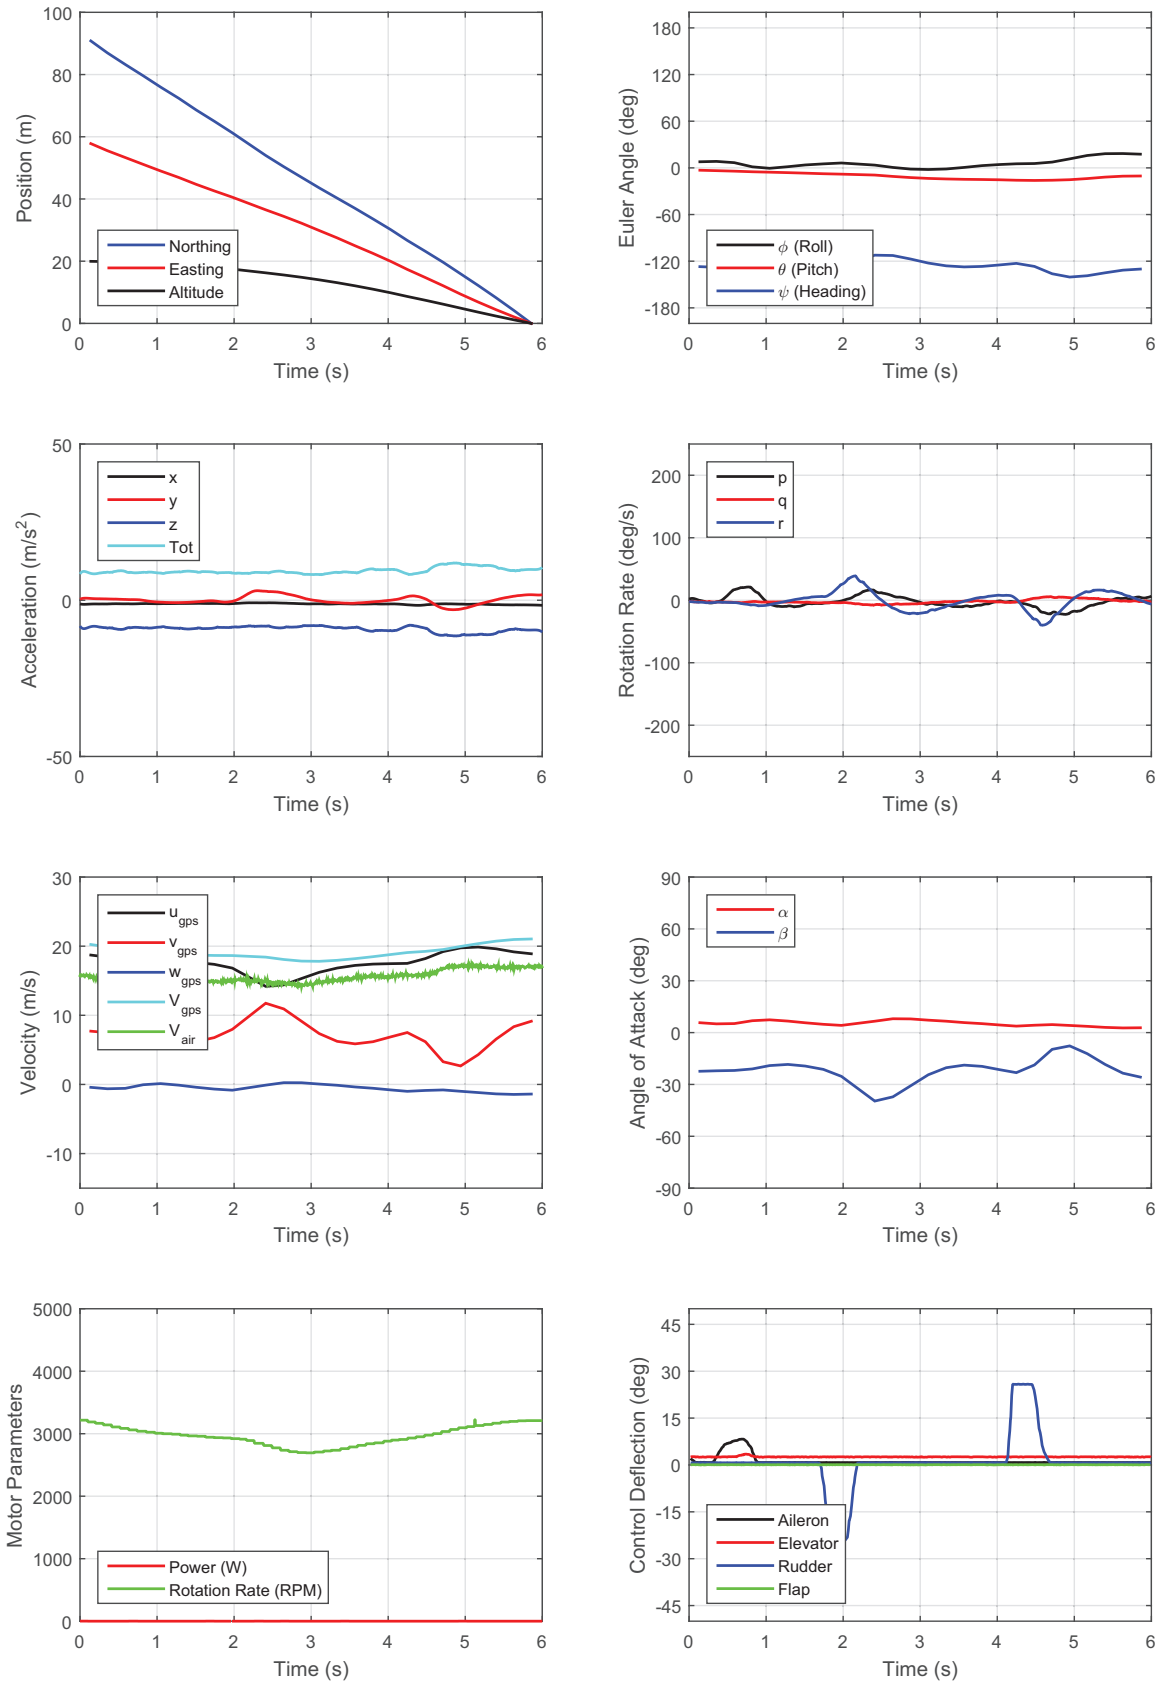 100
80
60
40
20
0
Position (m)
Northing
Easting
Altitude
0 1 2 3 4 5 6
Time (s)
180
120
60
0
-60
-120
-180
Euler Angle (deg)
ϕ (Roll)
θ (Pitch)
ψ (Heading)
0 1 2 3 4 5 6
Time (s)
50
0
-50
Acceleration (m/s²)
x
y
z
Tot
0 1 2 3 4 5 6
Time (s)
200
100
0
-100
-200
Rotation Rate (deg/s)
p
q
r
0 1 2 3 4 5 6
Time (s)
30
20
10
0
-10
Velocity (m/s)
u gps
v gps
w gps
V gps
V air
0 1 2 3 4 5 6
Time (s)
90
60
30
0
-30
-60
-90
Angle of Attack (deg)
α
β
0 1 2 3 4 5 6
Time (s)
5000
4000
3000
2000
1000
0
Motor Parameters
Power (W)
Rotation Rate (RPM)
0 1 2 3 4 5 6
Time (s)
45
30
15
0
-15
-30
-45
Control Deflection (deg)
Aileron
Elevator
Rudder
Flap
0 1 2 3 4 5 6
Time (s)